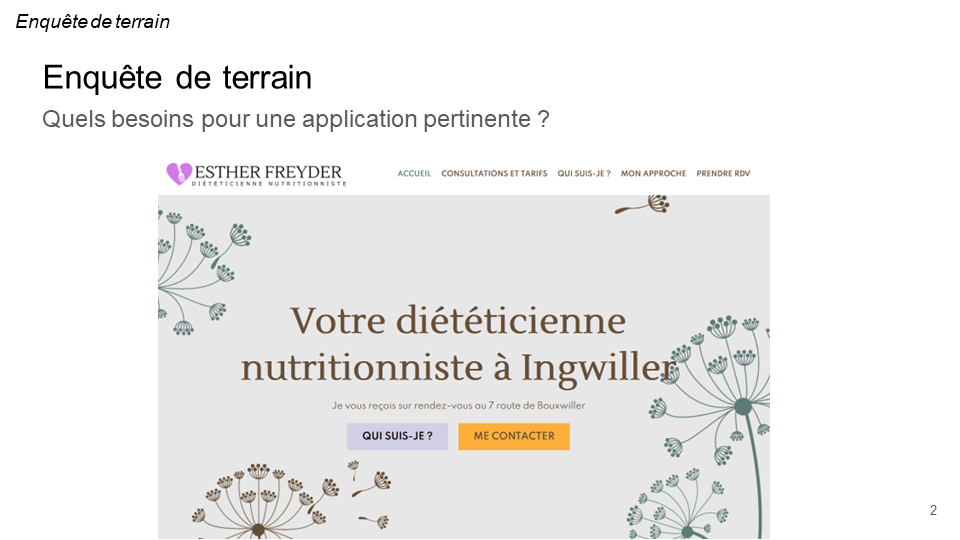 Enquête de terrain
Enquête de terrain
Quels besoins pour une application pertinente ?
ESTHER FREYDER
DIÉTÉTICIENNE NUTRITIONNISTE
ACCUEIL CONSULTATIONS ET TARIFS QUI SUIS-JE ? MON APPROCHE PRENDRE RDV
Votre diététicienne
nutritionniste à Ingwiller
Je vous reçois sur rendez-vous au 7 route de Bouxwiller
QUI SUIS-JE ? ME CONTACTER
2